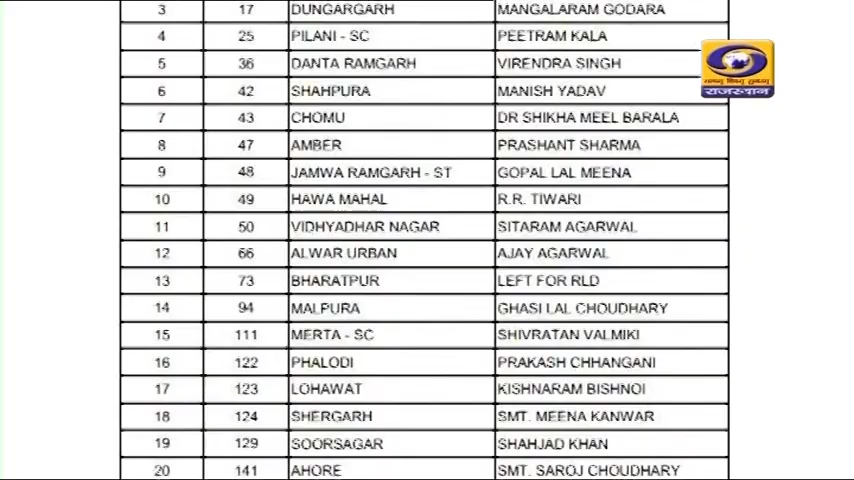 3 17 DUNGARGARH MANGALARAM GODARA
4 25 PILANI - SC PEETRAM KALA
5 36 DANTA RAMGARH VIRENDRA SINGH
6 42 SHAHPURA MANISH YADAV
7 43 CHOMU DR SHIKHA MEEL BARALA
8 47 AMBER PRASHANT SHARMA
9 48 JAMWA RAMGARH - ST GOPAL LAL MEENA
10 49 HAWA MAHAL R.R. TIWARI
11 50 VIDHYADHAR NAGAR SITARAM AGARWAL
12 66 ALWAR URBAN AJAY AGARWAL
13 73 BHARATPUR LEFT FOR RLD
14 94 MALPURA GHASI LAL CHOUDHARY
15 111 MERTA - SC SHIVRATAN VALMIKI
16 122 PHALODI PRAKASH CHHANGANI
17 123 LOHAWAT KISHNARAM BISHNOI
18 124 SHERGARH SMT. MEENA KANWAR
19 129 SOORSAGAR SHAHJAD KHAN
20 141 AHORE SMT. SAROJ CHOUDHARY
सत्यम् शिवम् सुन्दरम्
राजस्थान